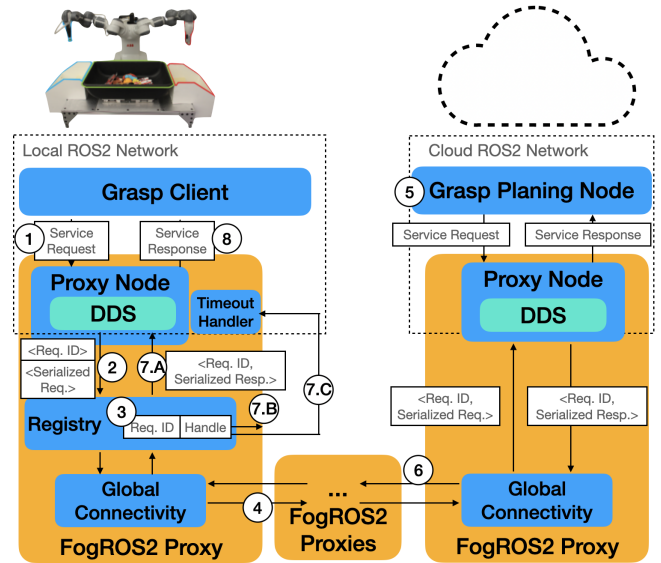 Local ROS2 Network
Grasp Client
1
Service
Request
Service
Response
8
Proxy Node
DDS
Timeout
Handler
<Req. ID>
<Serialized
Req.>
2
7.A
<Req. ID,
Serialized Resp.>
7.C
3
7.B
Registry
Req. ID
Handle
Global
Connectivity
4
FogROS2 Proxy
...
FogROS2
Proxies
6
Cloud ROS2 Network
5
Grasp Planing Node
Service Request
Service Response
Proxy Node
DDS
<Req. ID,
Serialized Req.>
<Req. ID,
Serialized Resp.>
Global
Connectivity
FogROS2 Proxy